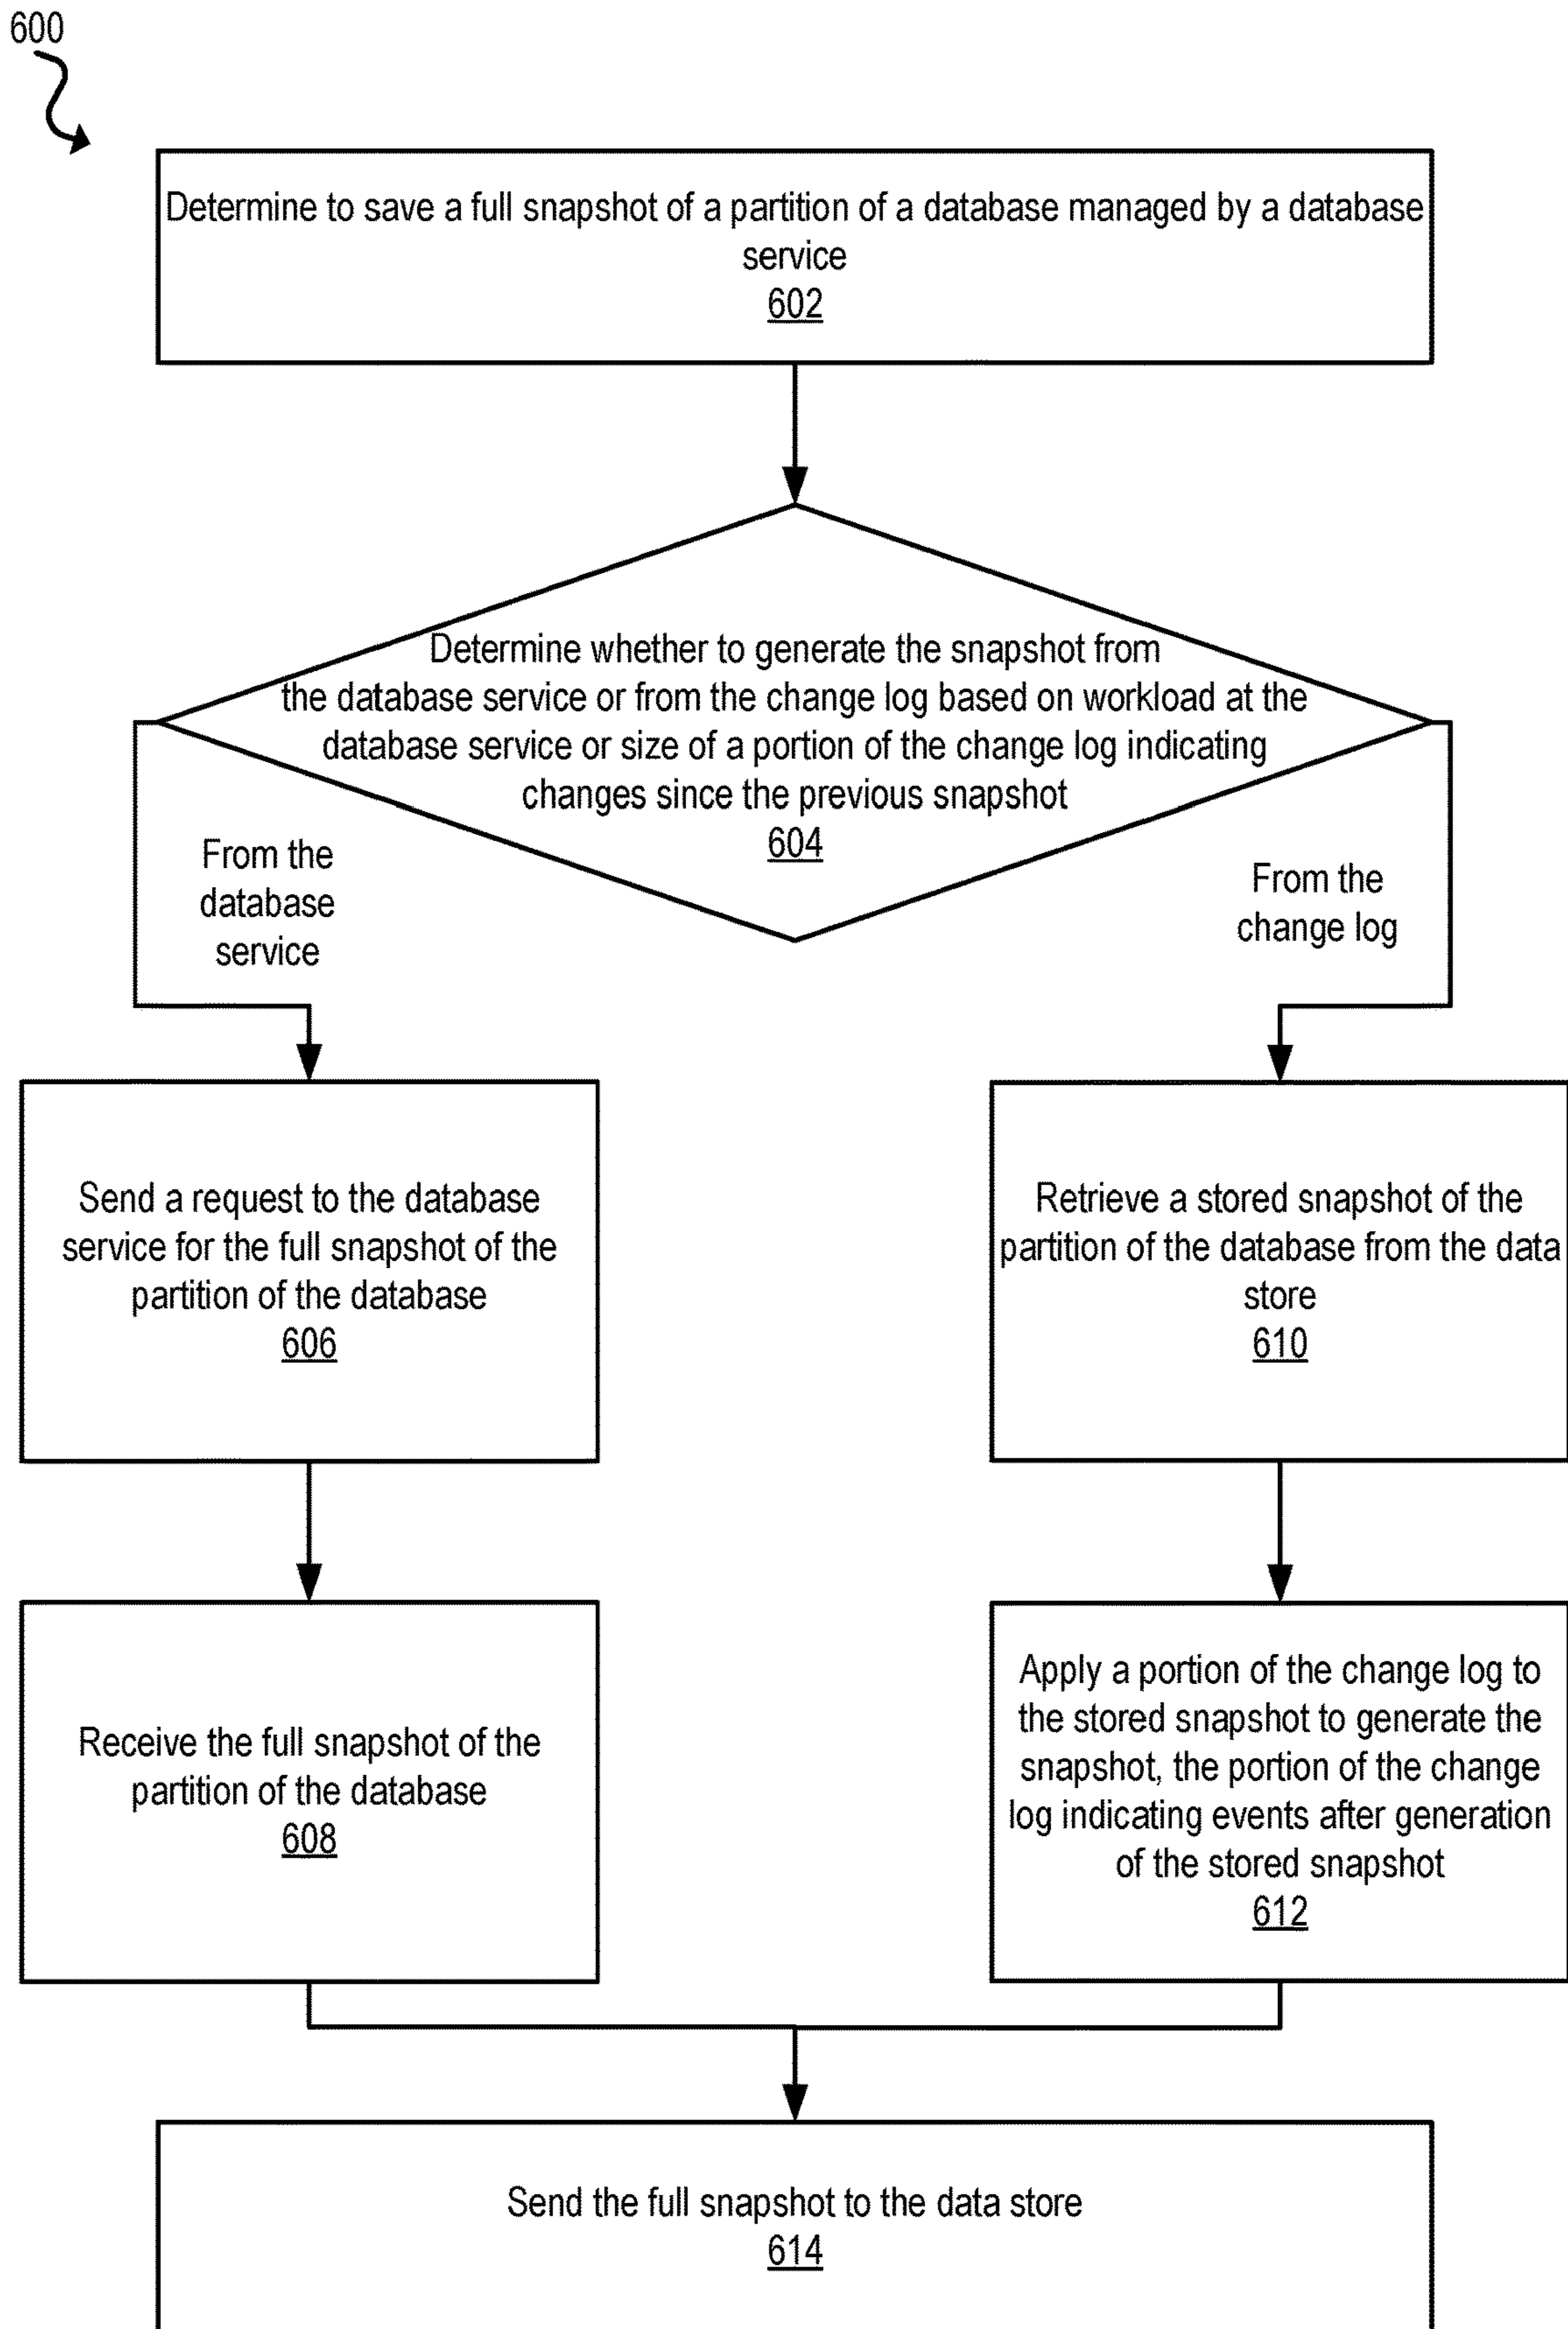 600
Determine to save a full snapshot of a partition of a database managed by a database
service
602
Determine whether to generate the snapshot from
the database service or from the change log based on workload at the
database service or size of a portion of the change log indicating
changes since the previous snapshot
604
From the
database
service
From the
change log
Send a request to the database
service for the full snapshot of the
partition of the database
606
Retrieve a stored snapshot of the
partition of the database from the data
store
610
Receive the full snapshot of the
partition of the database
608
Apply a portion of the change log to
the stored snapshot to generate the
snapshot, the portion of the change
log indicating events after generation
of the stored snapshot
612
Send the full snapshot to the data store
614